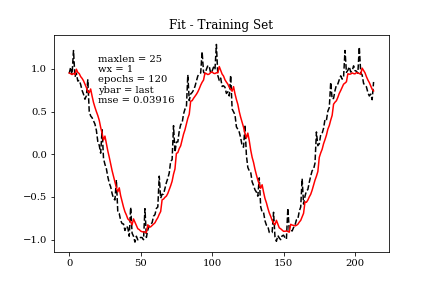 Fit - Training Set
maxlen = 25
wx = 1
epochs = 120
ybar = last
mse = 0.03916
1.0
0.5
0.0
−0.5
−1.0
0
50
100
150
200